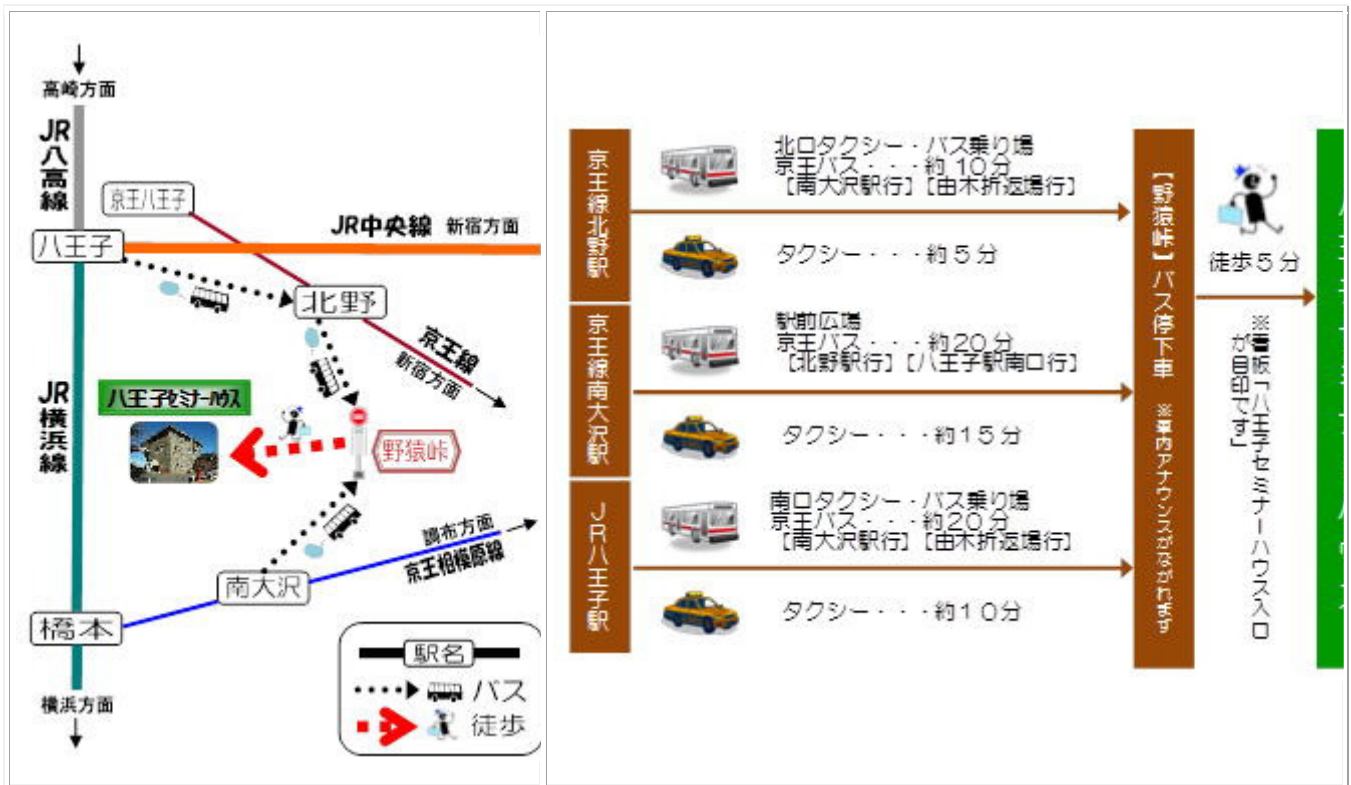 高崎方面
JR八高線
京王八王子
JR中央線 新宿方面
八王子
北野
京王線
新宿方面
八王子セミナーハウス
JR横浜線
野猿峠
調布方面
京王相模原線
南大沢
橋本
横浜方面
駅名
バス
徒歩
京王線北野駅
北口タクシー・バス乗り場
京王バス・・・約10分
【南大沢駅行】【由木折返場行】
タクシー・・・約5分
京王線南大沢駅
駅前広場
京王バス・・・約20分
【北野駅行】【八王子駅南口行】
タクシー・・・約15分
JR八王子駅
南口タクシー・バス乗り場
京王バス・・・約20分
【南大沢駅行】【由木折返場行】
タクシー・・・約10分
【野猿峠】バス停下車 ※車内アナウンスがながれます
徒歩5分
※看板「八王子セミナーハウス入口
が目印です」